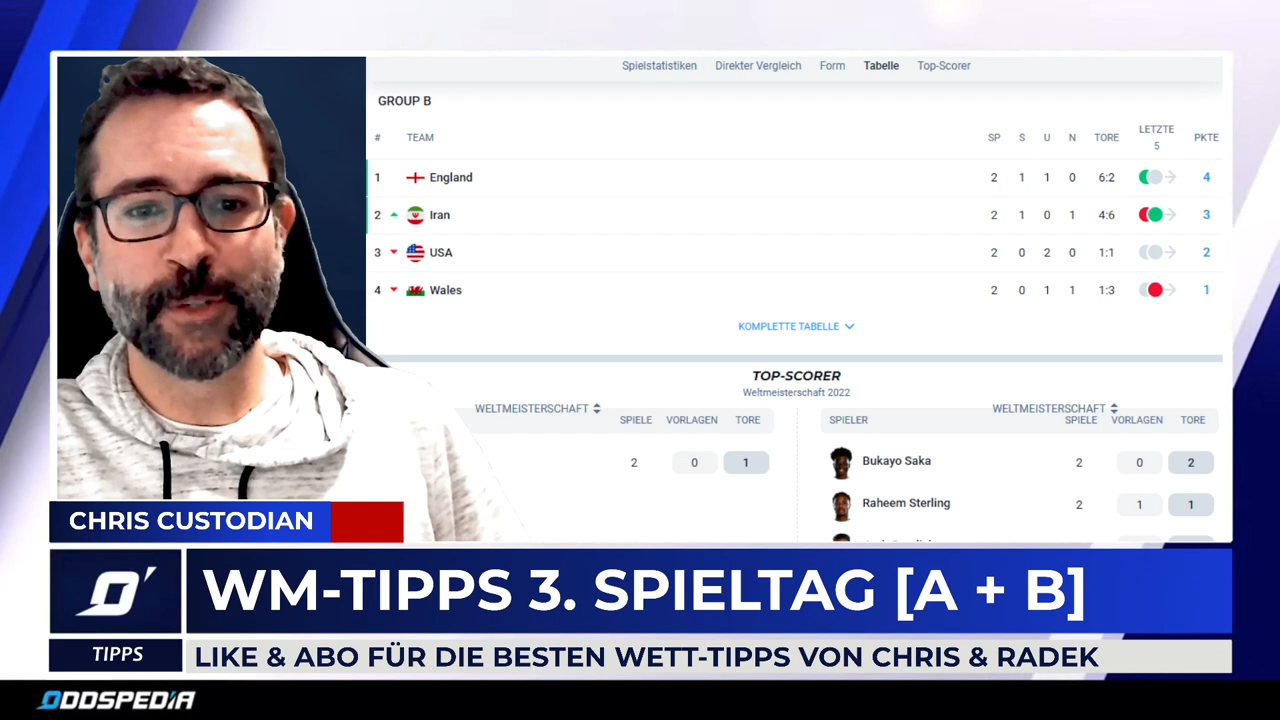 Spielstatistiken Direkter Vergleich Form Tabelle Top-Scorer
GROUP B
# TEAM SP S U N TORE LETZTE 5 PKTE
1 England 2 1 1 0 6:2 4
2 Iran 2 1 0 1 4:6 3
3 USA 2 0 2 0 1:1 2
4 Wales 2 0 1 1 1:3 1
KOMPLETTE TABELLE
TOP-SCORER
Weltmeisterschaft 2022
WELTMEISTERSCHAFT WELTMEISTERSCHAFT
SPIELE VORLAGEN TORE SPIELER SPIELE VORLAGEN TORE
2 0 1 Bukayo Saka 2 0 2
Raheem Sterling 2 1 1
CHRIS CUSTODIAN
WM-TIPPS 3. SPIELTAG [A + B]
TIPPS LIKE & ABO FÜR DIE BESTEN WETT-TIPPS VON CHRIS & RADEK
ODDSPEDIA